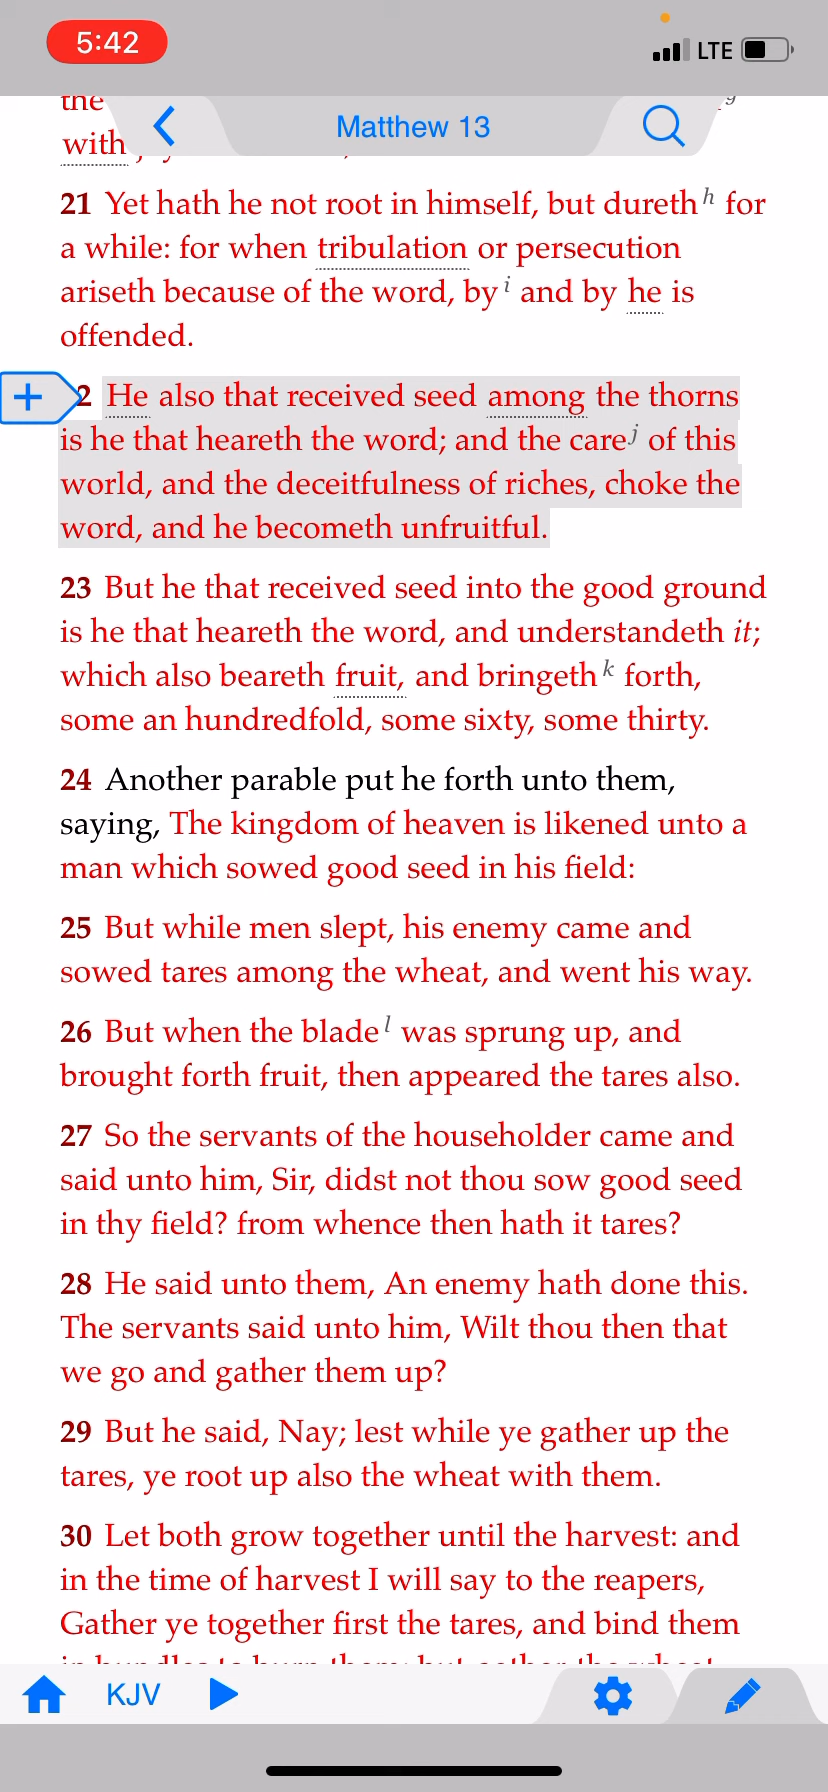 5:42
LTE
the
Matthew 13
with
21 Yet hath he not root in himself, but dureth h for
a while: for when tribulation or persecution
ariseth because of the word, by i and by he is
offended.
2 He also that received seed among the thorns
is he that heareth the word; and the care j of this
world, and the deceitfulness of riches, choke the
word, and he becometh unfruitful.
23 But he that received seed into the good ground
is he that heareth the word, and understandeth it;
which also beareth fruit, and bringeth k forth,
some an hundredfold, some sixty, some thirty.
24 Another parable put he forth unto them,
saying, The kingdom of heaven is likened unto a
man which sowed good seed in his field:
25 But while men slept, his enemy came and
sowed tares among the wheat, and went his way.
26 But when the blade l was sprung up, and
brought forth fruit, then appeared the tares also.
27 So the servants of the householder came and
said unto him, Sir, didst not thou sow good seed
in thy field? from whence then hath it tares?
28 He said unto them, An enemy hath done this.
The servants said unto him, Wilt thou then that
we go and gather them up?
29 But he said, Nay; lest while ye gather up the
tares, ye root up also the wheat with them.
30 Let both grow together until the harvest: and
in the time of harvest I will say to the reapers,
Gather ye together first the tares, and bind them
in bundles to burn them: but gather the wheat
KJV